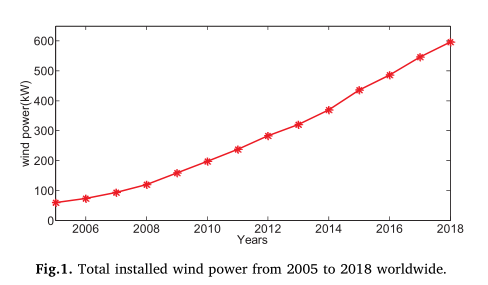 600
500
400
300
200
100
0
wind power(kW)
2006 2008 2010 2012 2014 2016 2018
Years
Fig.1. Total installed wind power from 2005 to 2018 worldwide.